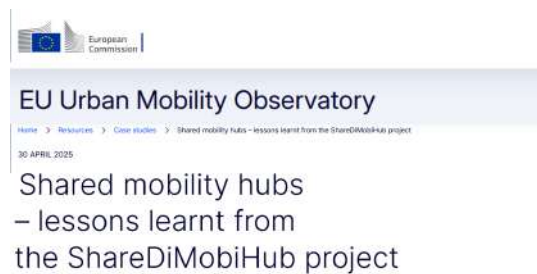 European
Commission
EU Urban Mobility Observatory
Home > Resources > Case studies > Shared mobility hubs – lessons learnt from the ShareDiMobiHub project
30 APRIL 2025
Shared mobility hubs
– lessons learnt from
the ShareDiMobiHub project